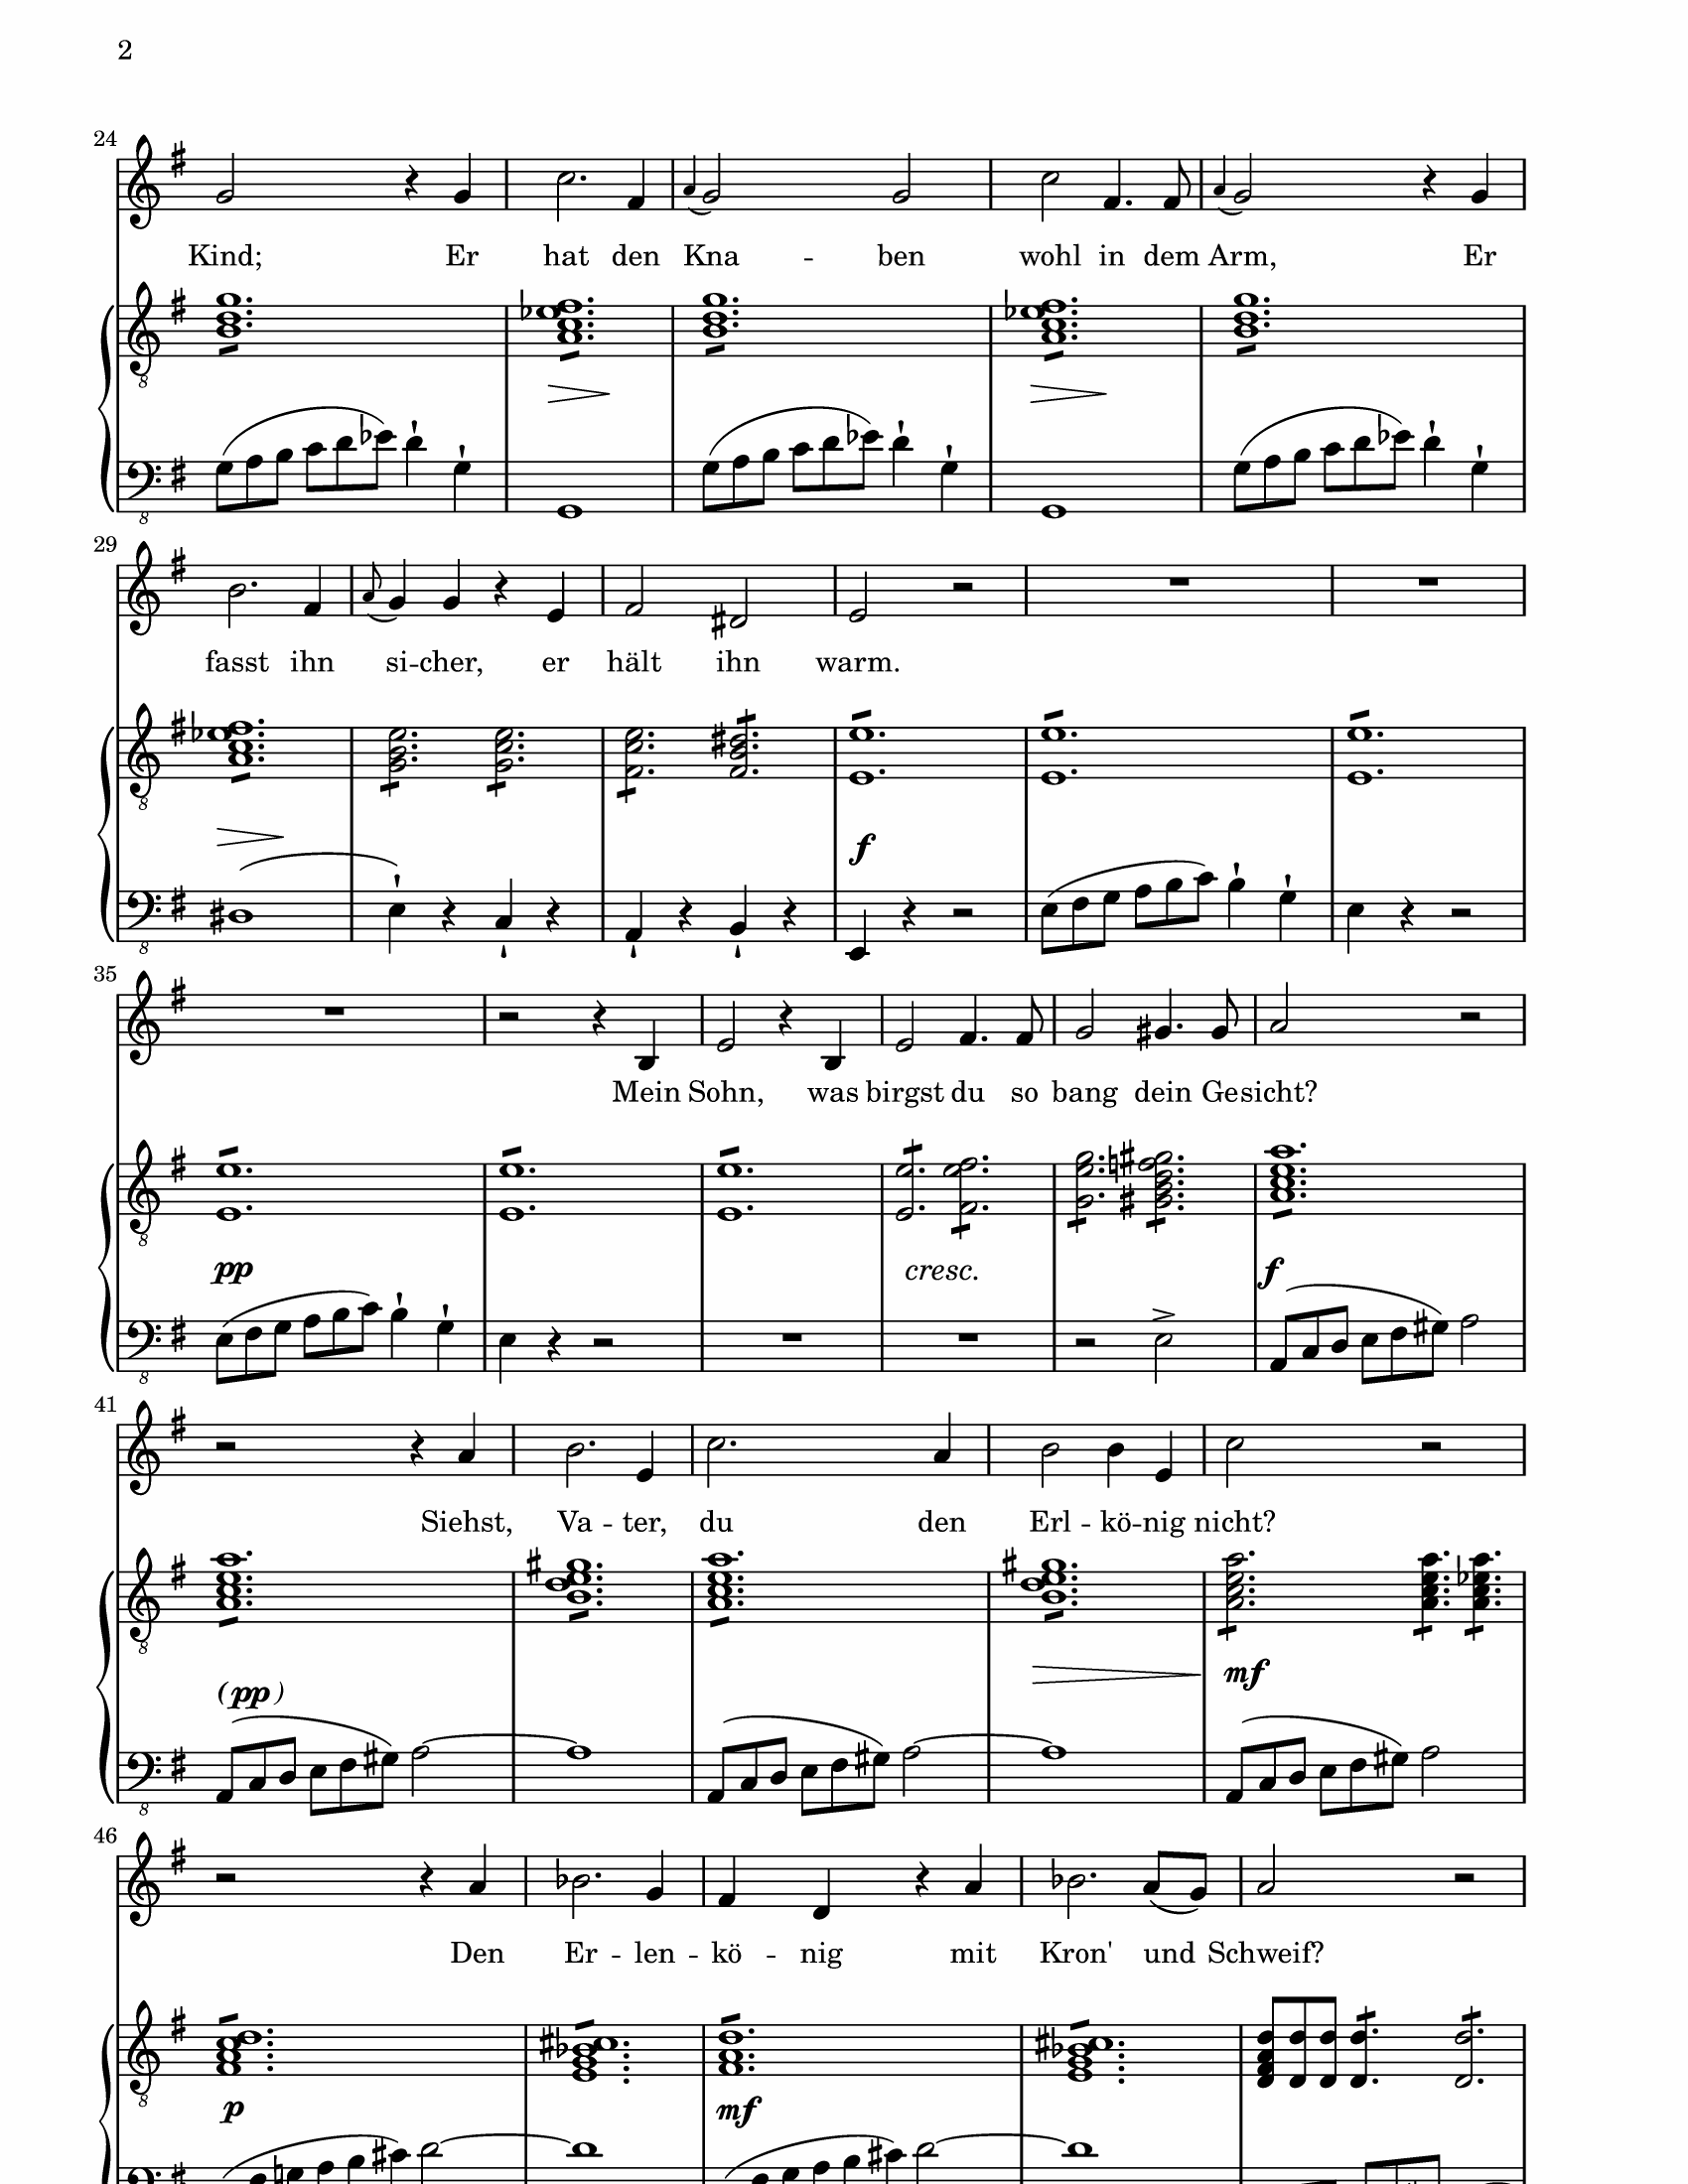 2
24
Kind; Er hat den Kna -- ben wohl in dem Arm, Er
8
8
29
fasst ihn si -- cher, er hält ihn warm.
8
f
8
35
Mein Sohn, was birgst du so bang dein Gesicht?
8
pp cresc. f
8
41
Siehst, Va -- ter, du den Erl -- kö -- nig nicht?
8
(pp) mf
8
46
Den Er -- len -- kö -- nig mit Kron' und Schweif?
8
p mf